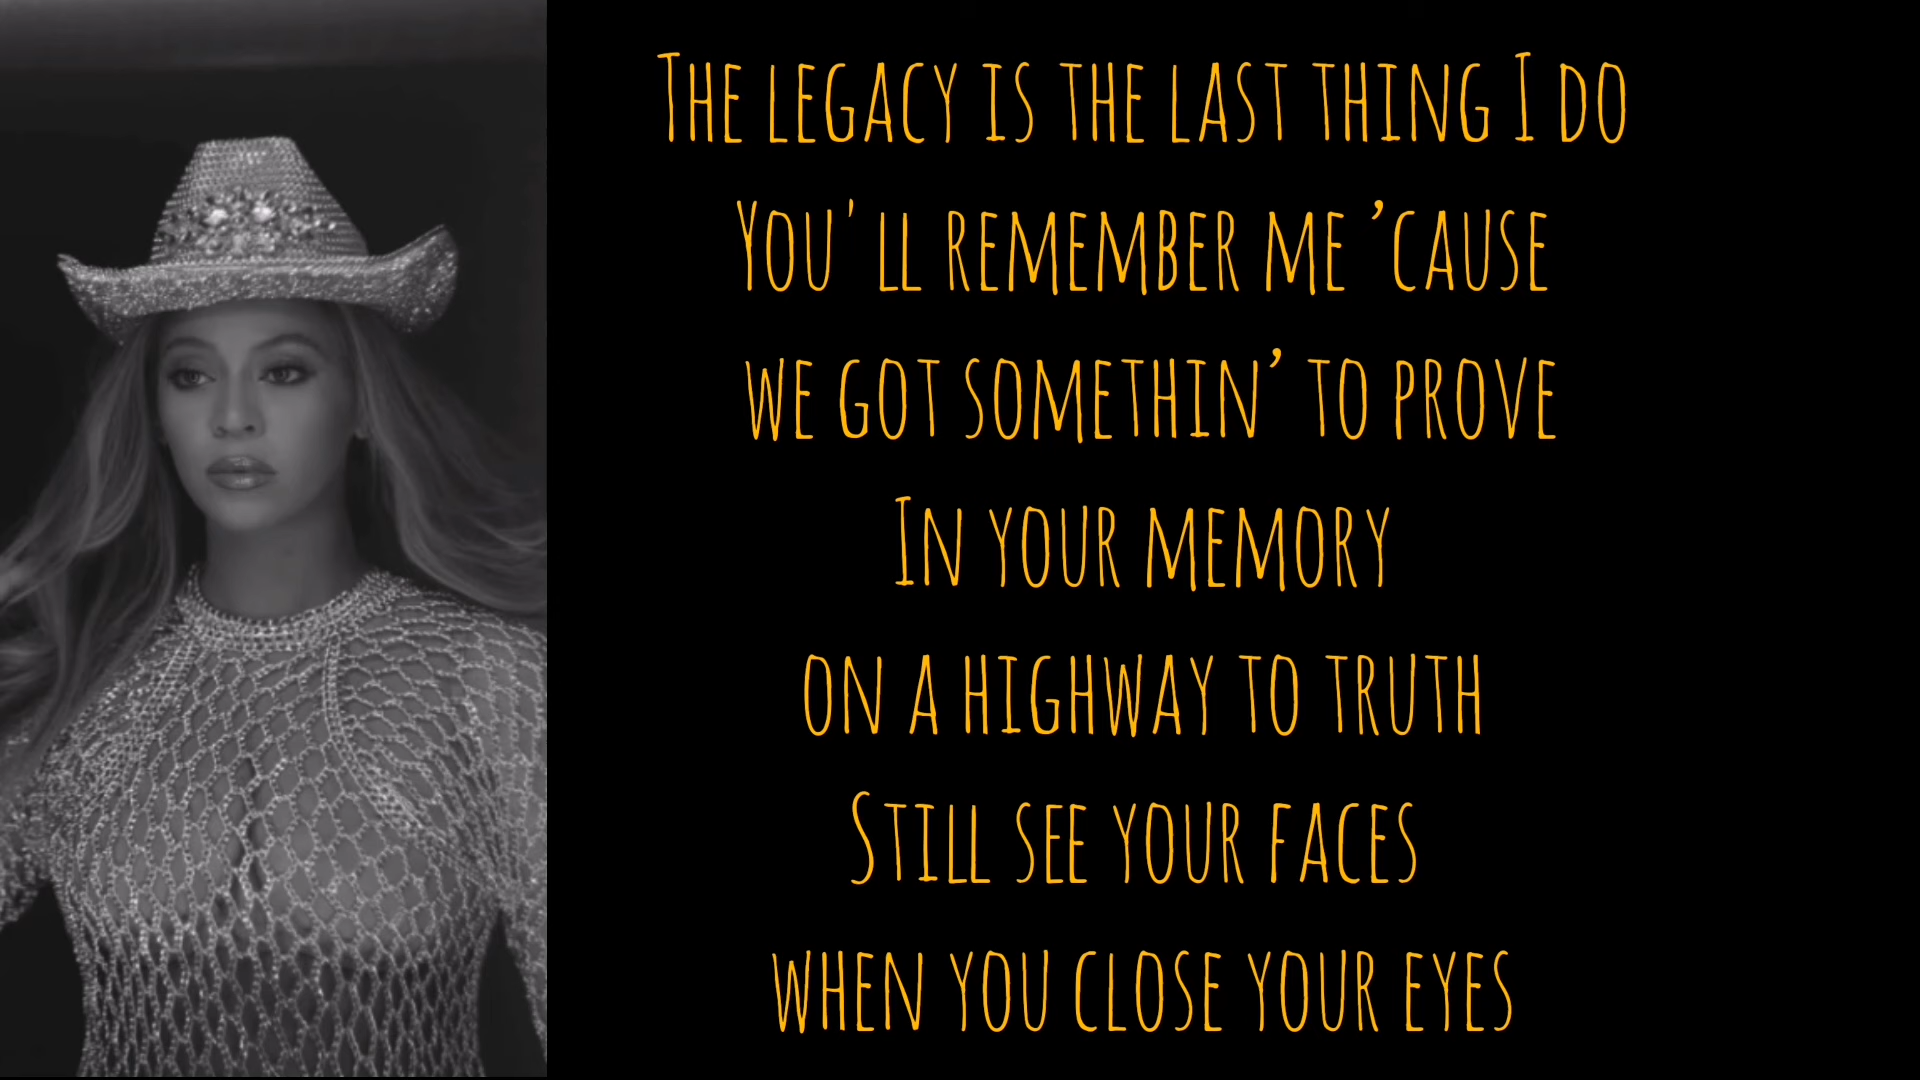 The legacy is the last thing I do
You'll remember me ’cause
we got somethin’ to prove
In your memory
on a highway to truth
Still see your faces
when you close your eyes